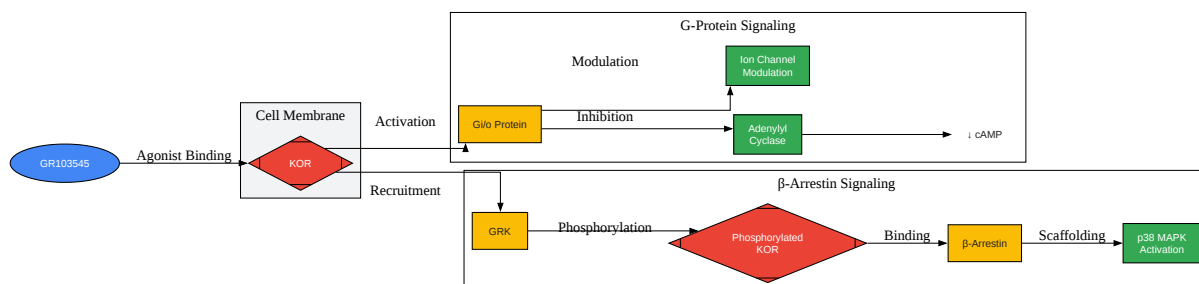 G-Protein Signaling
Modulation
Ion Channel
Modulation
Cell Membrane
Activation
Gi/o Protein
Inhibition
Adenylyl
Cyclase
↓ cAMP
GR103545
Agonist Binding
KOR
Recruitment
β-Arrestin Signaling
GRK
Phosphorylation
Phosphorylated
KOR
Binding
β-Arrestin
Scaffolding
p38 MAPK
Activation